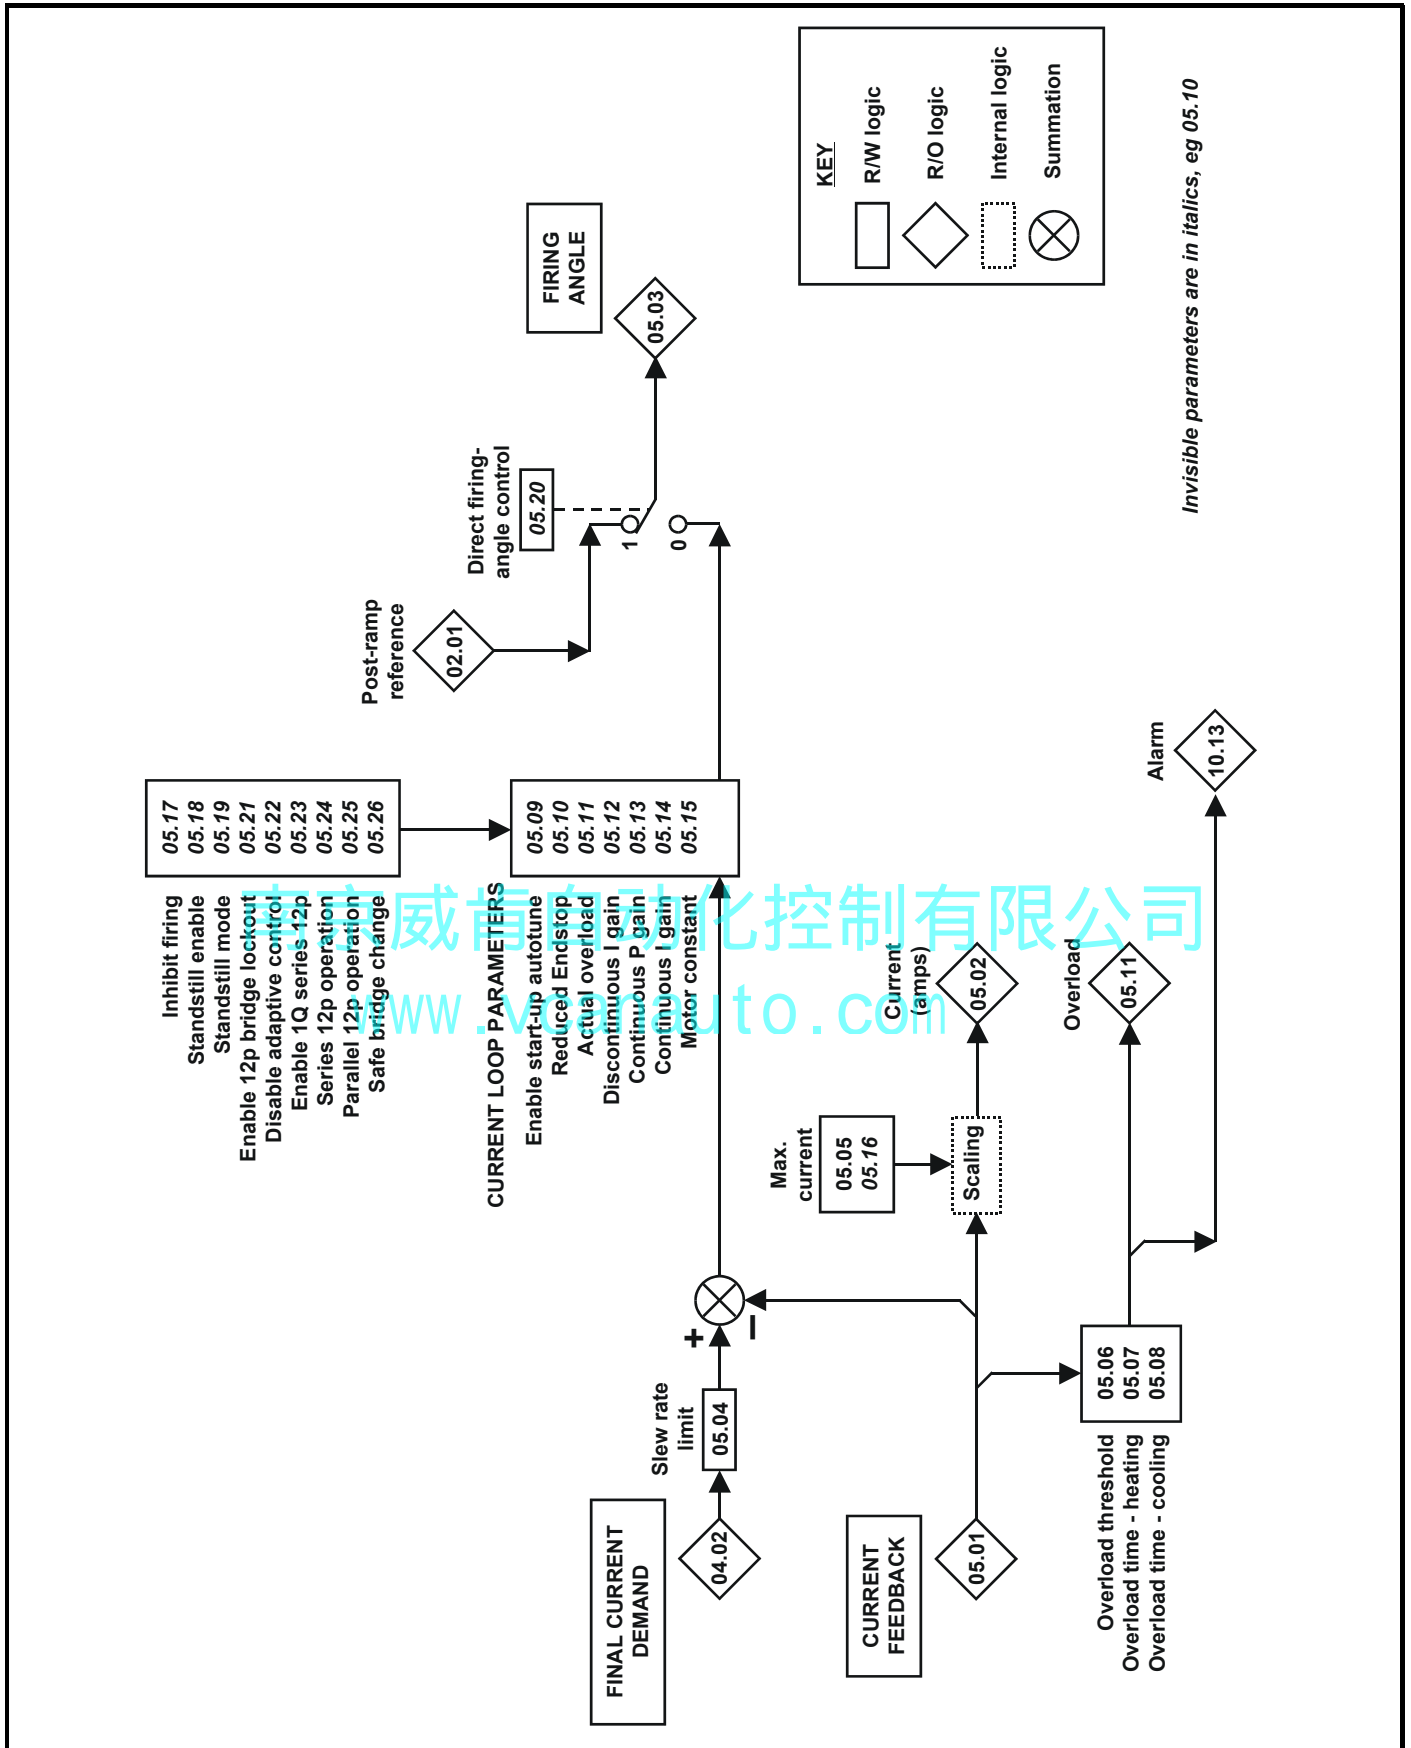 Inhibit firing 05.17
Standstill enable 05.18
Standstill mode 05.19
Enable 12p bridge lockout 05.21
Disable adaptive control 05.22
Enable 1Q series 12p 05.23
Series 12p operation 05.24
Parallel 12p operation 05.25
Safe bridge change 05.26
Post-ramp
reference
02.01
Direct firing-
angle control
05.20
FIRING
ANGLE
05.03
1
0
CURRENT LOOP PARAMETERS
Enable start-up autotune 05.09
Reduced Endstop 05.10
Actual overload 05.11
Discontinuous I gain 05.12
Continuous P gain 05.13
Continuous I gain 05.14
Motor constant 05.15
FINAL CURRENT
DEMAND
04.02
Slew rate
limit
05.04
+
−
Max.
current
05.05
05.16
CURRENT
FEEDBACK
05.01
Scaling
Current
(amps)
05.02
Overload threshold 05.06
Overload time - heating 05.07
Overload time - cooling 05.08
Overload
05.11
Alarm
10.13
KEY
R/W logic
R/O logic
Internal logic
Summation
Invisible parameters are in italics, eg 05.10
南京威肯自动化控制有限公司
www.vcanauto.com